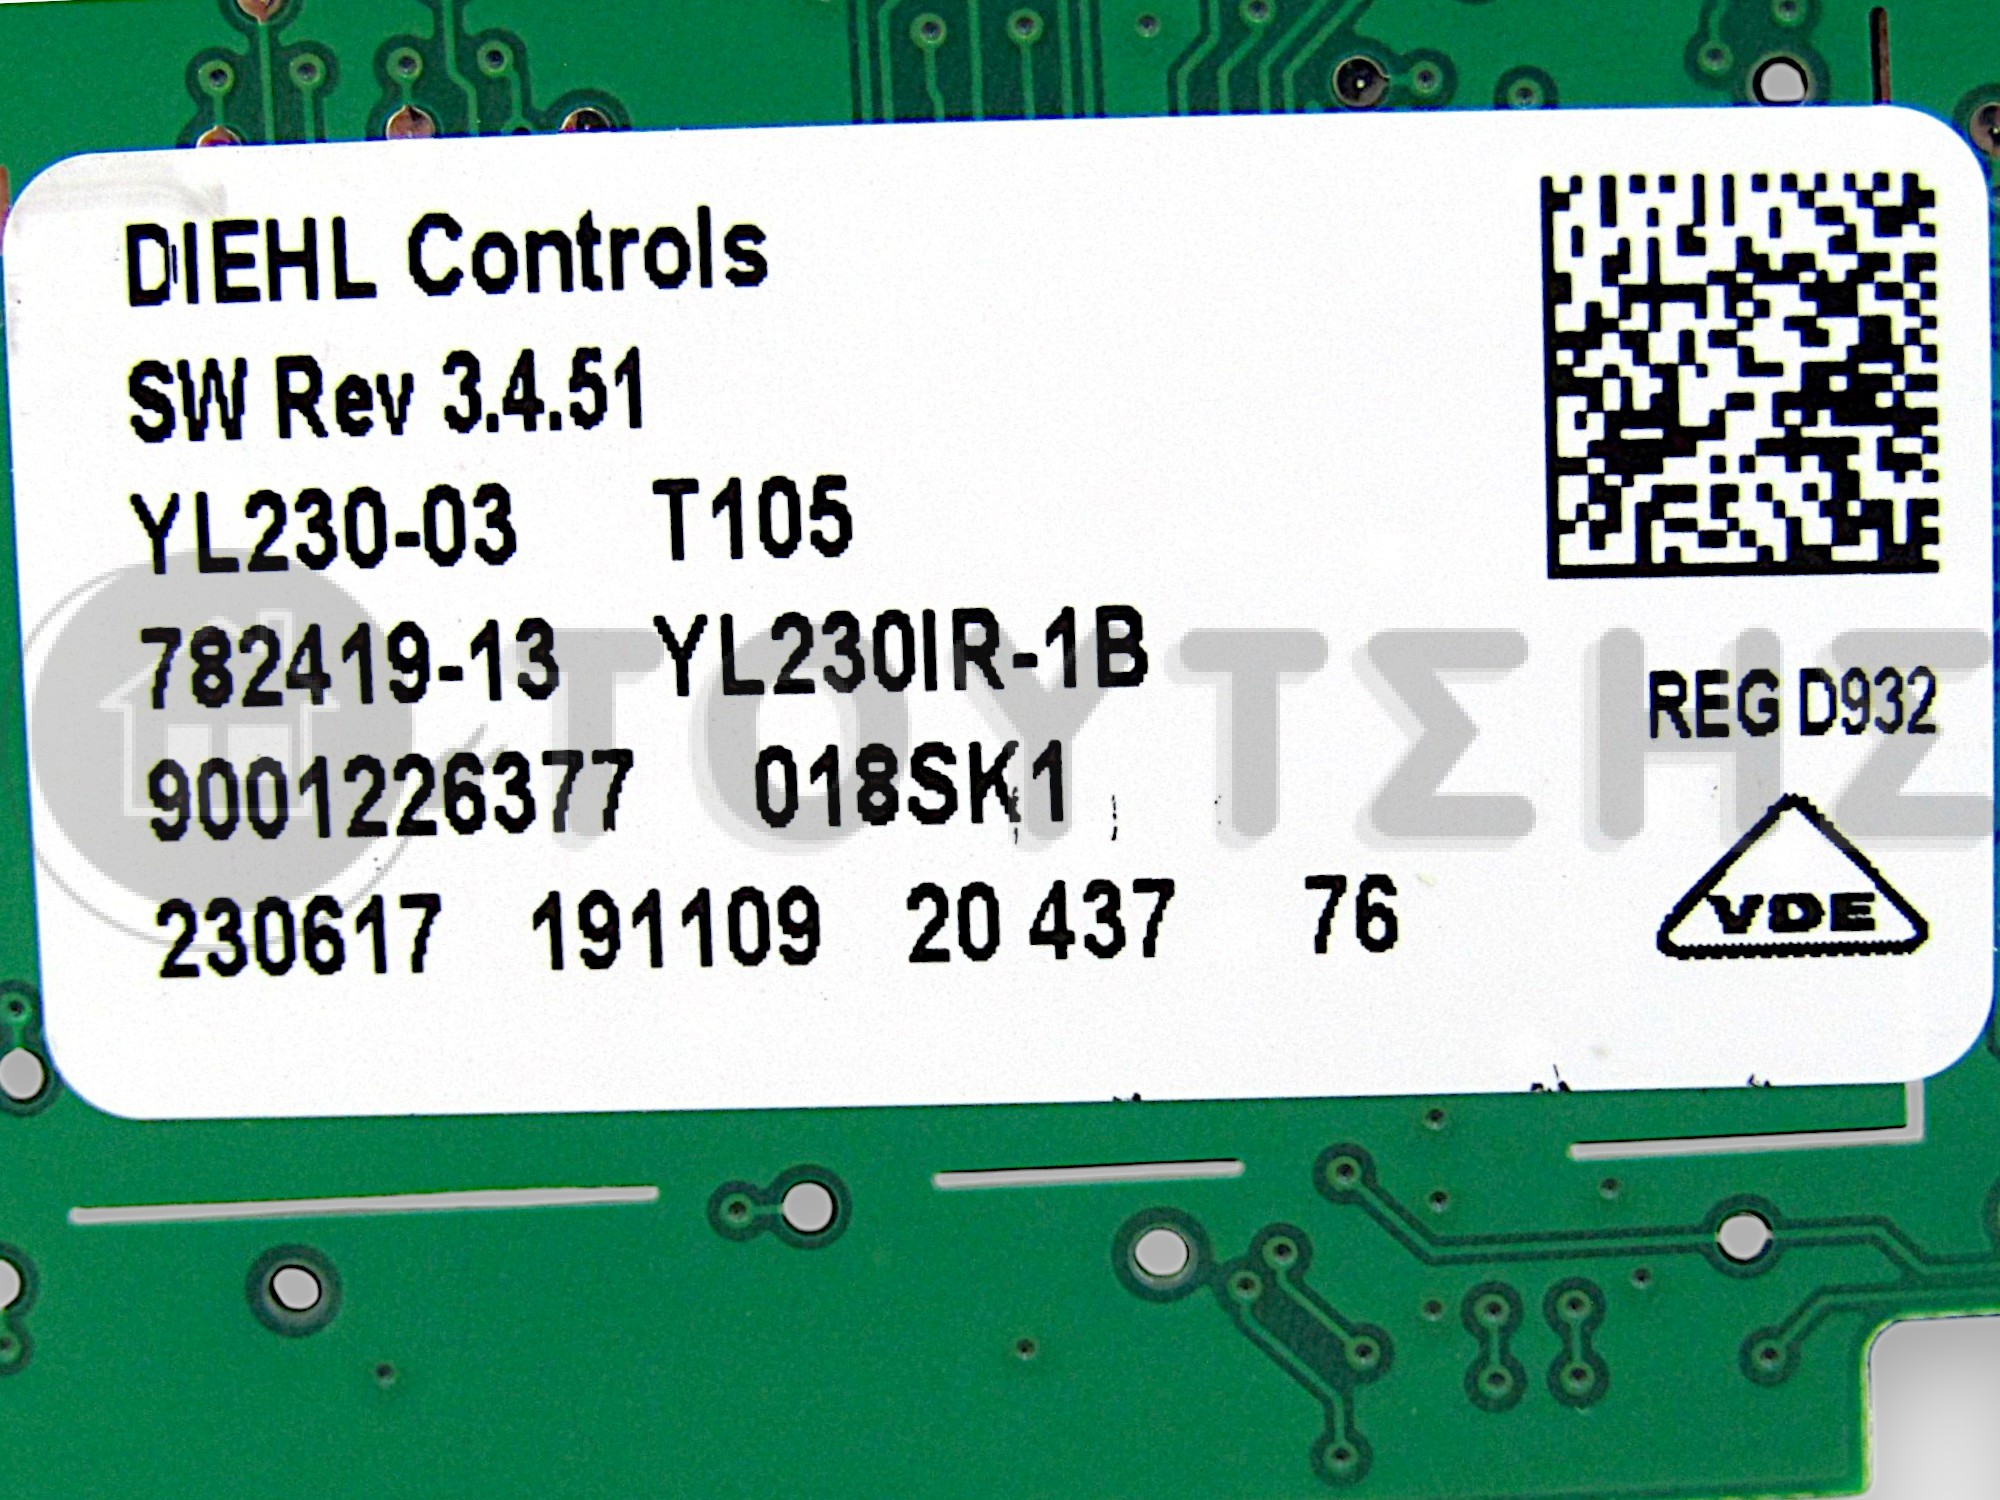 DIEHL Controls
SW Rev 3.4.51
YL230-03 T105
782419-13 YL230IR-1B
ΤΟΥΤΣΗΣ
REG D932
9001226377 018SK1
230617 191109 20 437 76
VDE